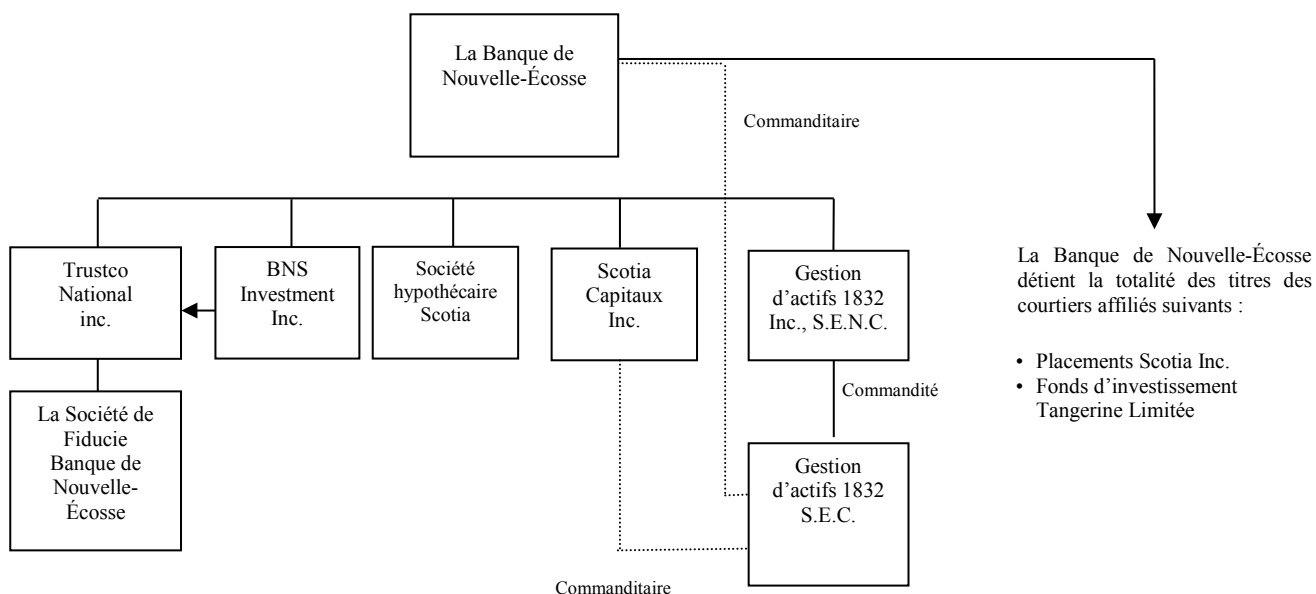 La Banque de
Nouvelle-Écosse
Commanditaire
Trustco
National
inc.
BNS
Investment
Inc.
Société
hypothécaire
Scotia
Scotia
Capitaux
Inc.
Gestion
d’actifs 1832
Inc., S.E.N.C.
La Banque de Nouvelle-Écosse
détient la totalité des titres des
courtiers affiliés suivants :
• Placements Scotia Inc.
• Fonds d’investissement
Tangerine Limitée
Commandité
La Société de
Fiducie
Banque de
Nouvelle-
Écosse
Gestion
d’actifs 1832
S.E.C.
Commanditaire